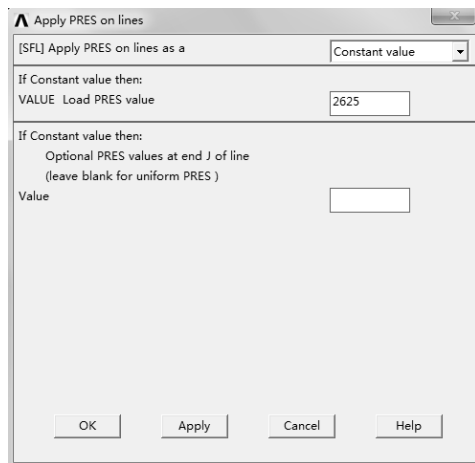 Apply PRES on lines
[SFL] Apply PRES on lines as a
Constant value
If Constant value then:
VALUE Load PRES value
2625
If Constant value then:
Optional PRES values at end J of line
(leave blank for uniform PRES )
Value
OK Apply Cancel Help